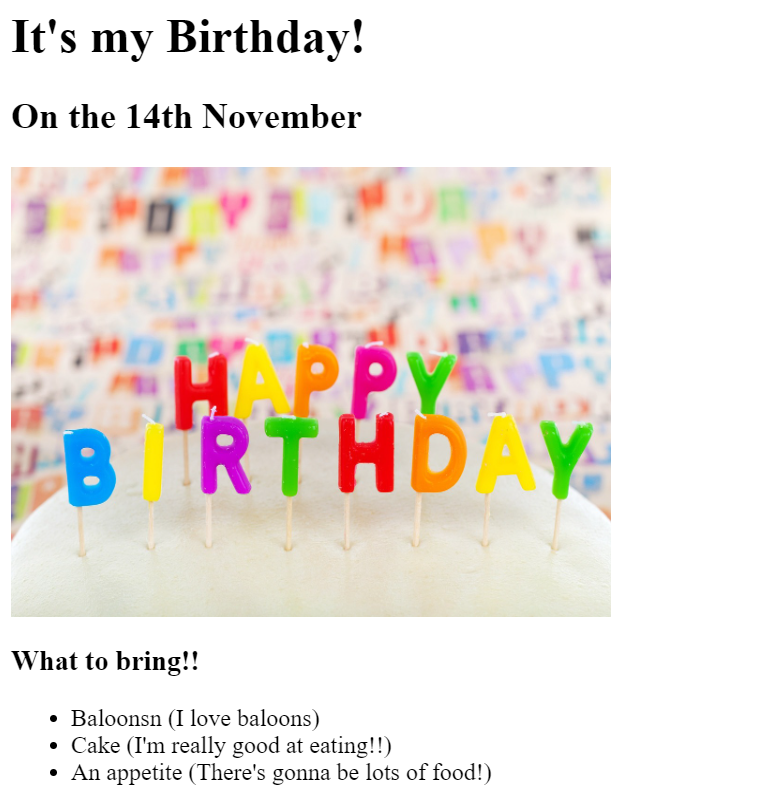 It's my Birthday!
On the 14th November
HAPPY
BIRTHDAY
What to bring!!
Baloonsn (I love baloons)
Cake (I'm really good at eating!!)
An appetite (There's gonna be lots of food!)